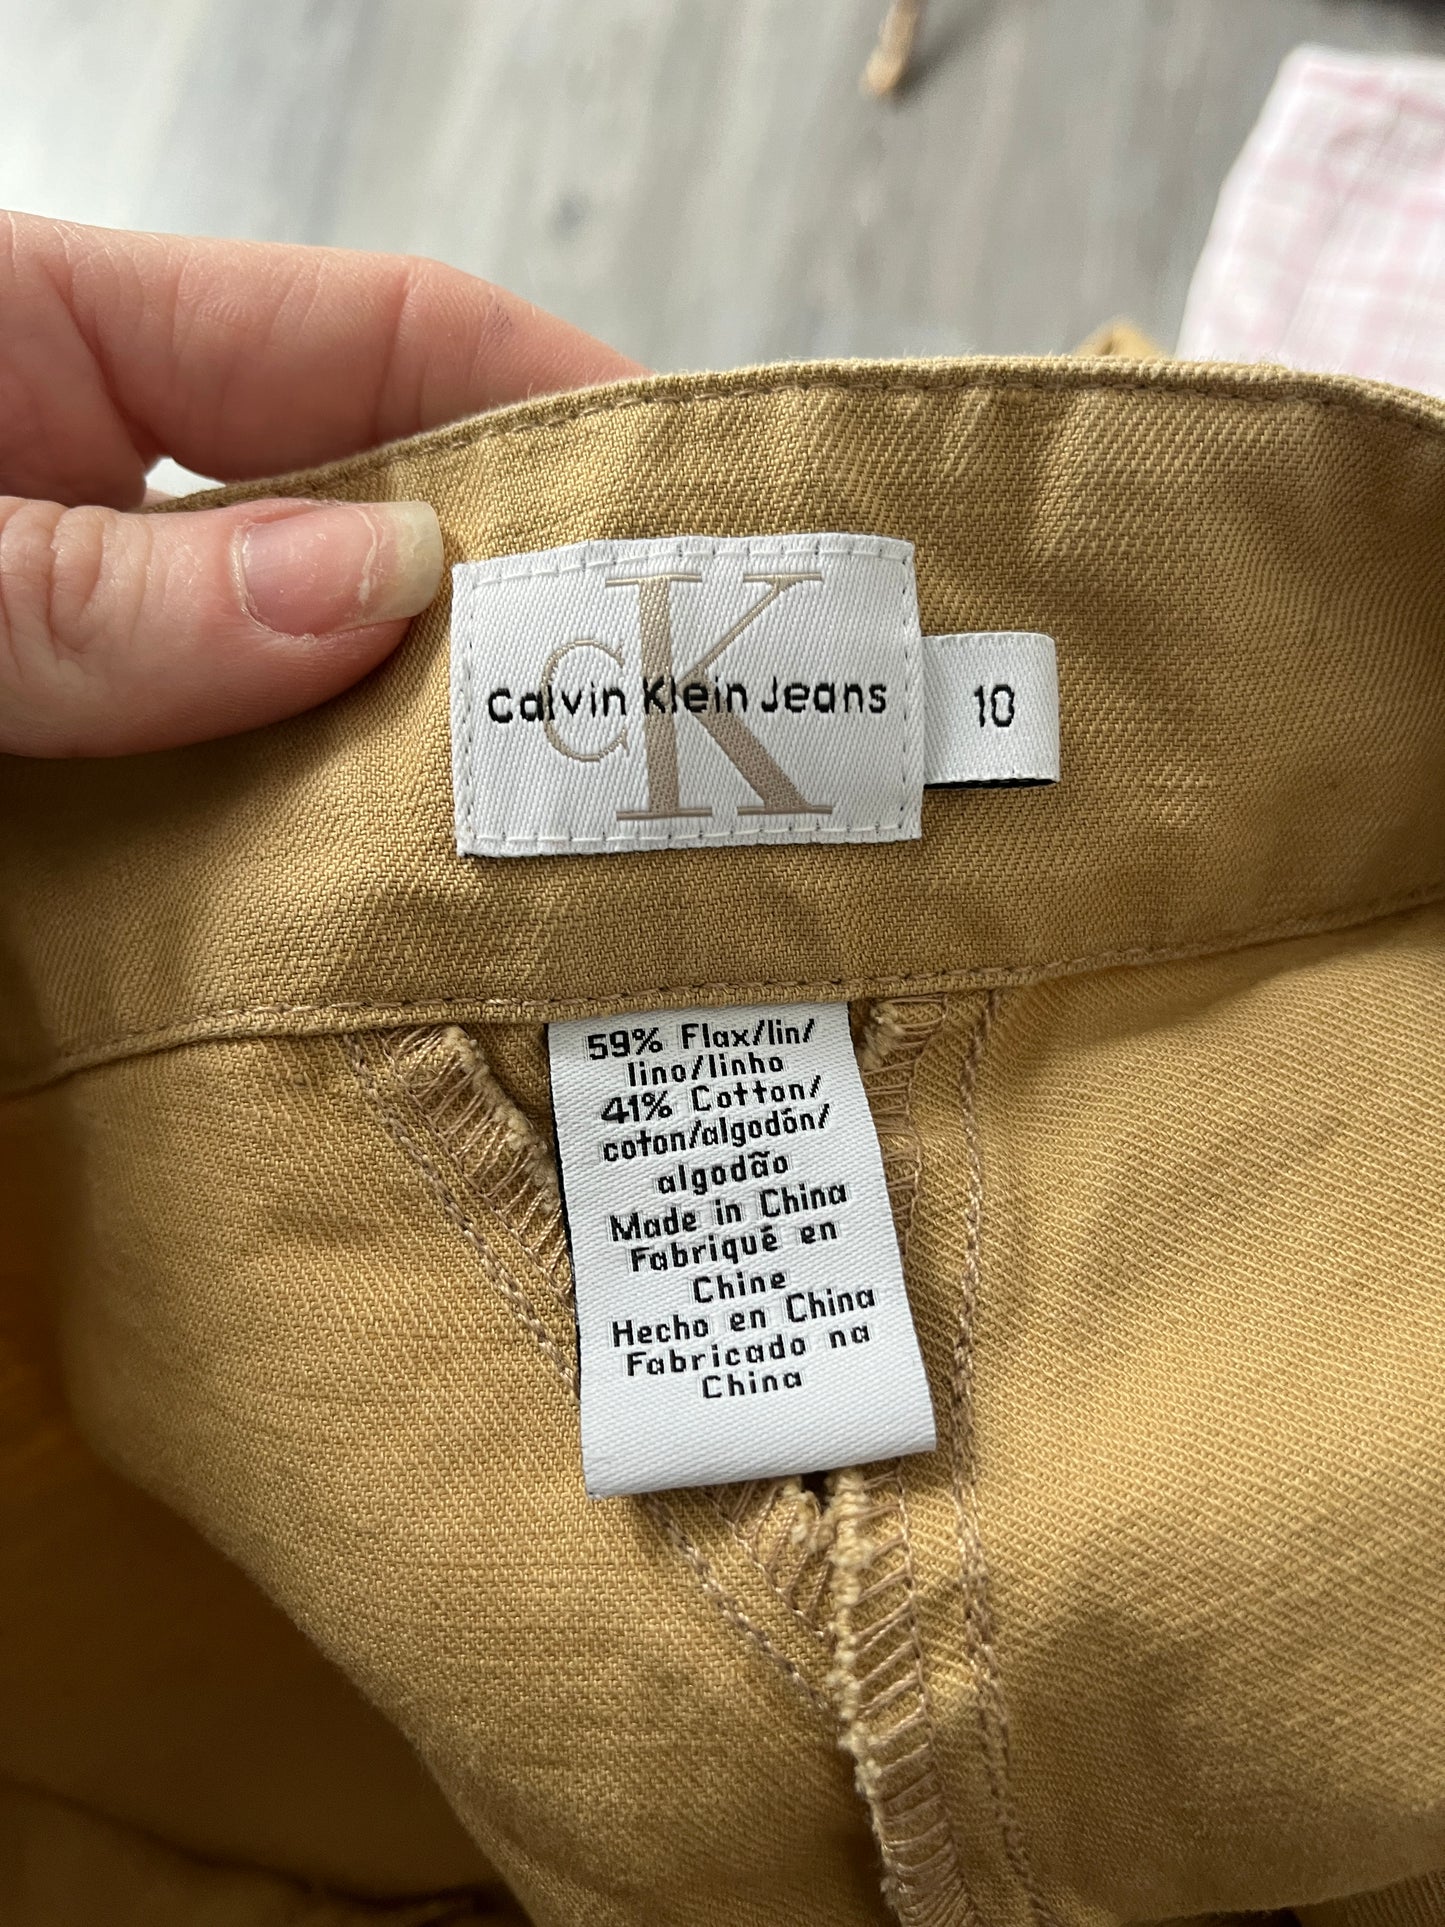 CK
Calvin Klein Jeans
10
59% Flax/lin/
lino/linho
41% Cotton/
coton/algodón/
algodão
Made in China
Fabriqué en
Chine
Hecho en China
Fabricado na
China